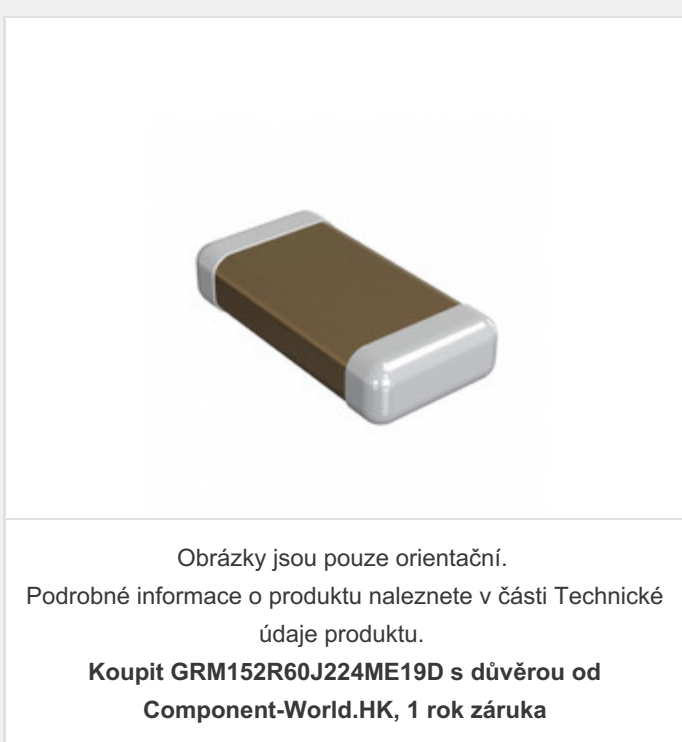 Obrázky jsou pouze orientační.
Podrobné informace o produktu naleznete v části Technické
údaje produktu.
Koupit GRM152R60J224ME19D s důvěrou od
Component-World.HK, 1 rok záruka